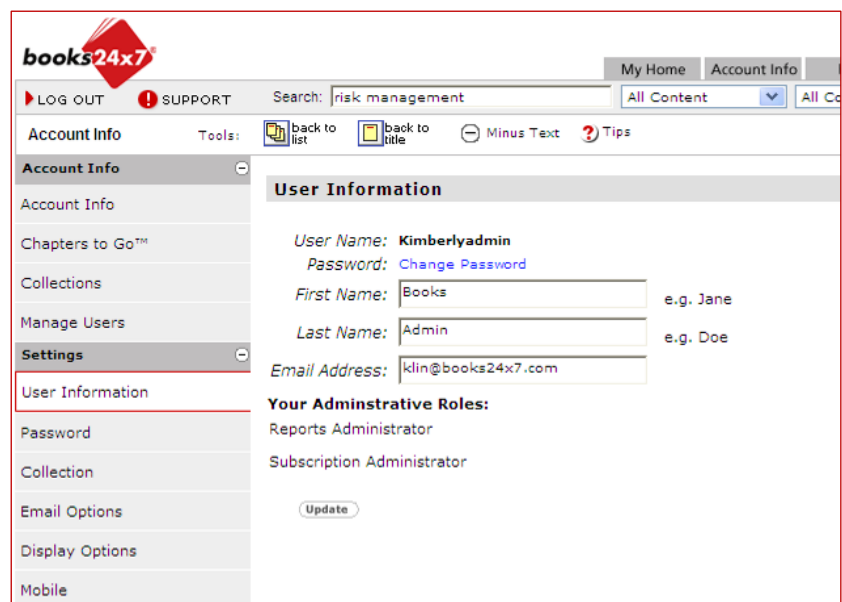 books24x7®
My Home Account Info
LOG OUT SUPPORT Search: risk management All Content
Account Info Tools: back to list back to title Minus Text Tips
Account Info
User Information
Account Info
User Name: Kimberlyadmin
Chapters to Go™
Password: Change Password
Collections
First Name: Books e.g. Jane
Manage Users
Last Name: Admin e.g. Doe
Settings
Email Address: klin@books24x7.com
User Information
Your Adminstrative Roles:
Password
Reports Administrator
Collection
Subscription Administrator
Email Options
Update
Display Options
Mobile